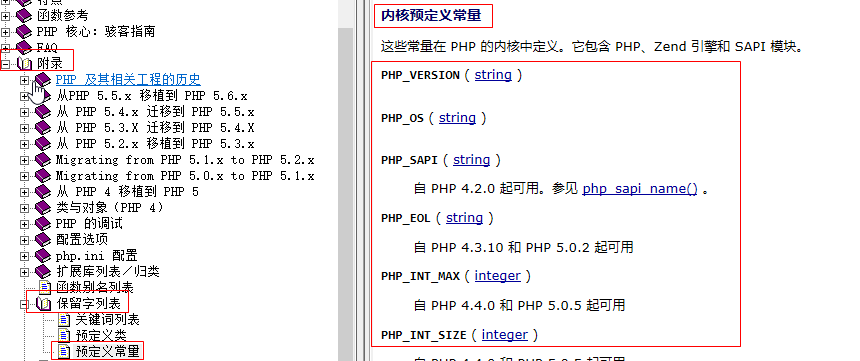 函数参考
PHP 核心：骇客指南
FAQ
附录
PHP 及其相关工程的历史
从PHP 5.5.x 移植到 PHP 5.6.x
从 PHP 5.4.x 迁移到 PHP 5.5.x
从 PHP 5.3.X 迁移到 PHP 5.4.X
从 PHP 5.2.x 移植到 PHP 5.3.x
Migrating from PHP 5.1.x to PHP 5.2.x
Migrating from PHP 5.0.x to PHP 5.1.x
从 PHP 4 移植到 PHP 5
类与对象（PHP 4）
PHP 的调试
配置选项
php.ini 配置
扩展库列表／归类
函数别名列表
保留字列表
关键词列表
预定义类
预定义常量
内核预定义常量
这些常量在 PHP 的内核中定义。它包含 PHP、Zend 引擎和 SAPI 模块。
PHP_VERSION ( string )
PHP_OS ( string )
PHP_SAPI ( string )
自 PHP 4.2.0 起可用。参见 php_sapi_name() 。
PHP_EOL ( string )
自 PHP 4.3.10 和 PHP 5.0.2 起可用
PHP_INT_MAX ( integer )
自 PHP 4.4.0 和 PHP 5.0.5 起可用
PHP_INT_SIZE ( integer )